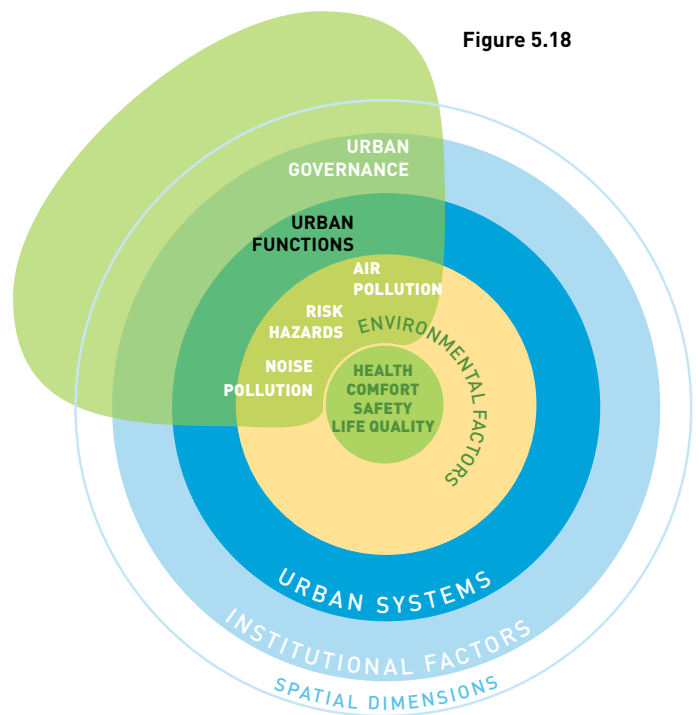 Figure 5.18
URBAN
GOVERNANCE
URBAN
FUNCTIONS
AIR
POLLUTION
RISK
HAZARDS
NOISE
POLLUTION
ENVIRONMENTAL FACTORS
HEALTH
COMFORT
SAFETY
LIFE QUALITY
URBAN SYSTEMS
INSTITUTIONAL FACTORS
SPATIAL DIMENSIONS